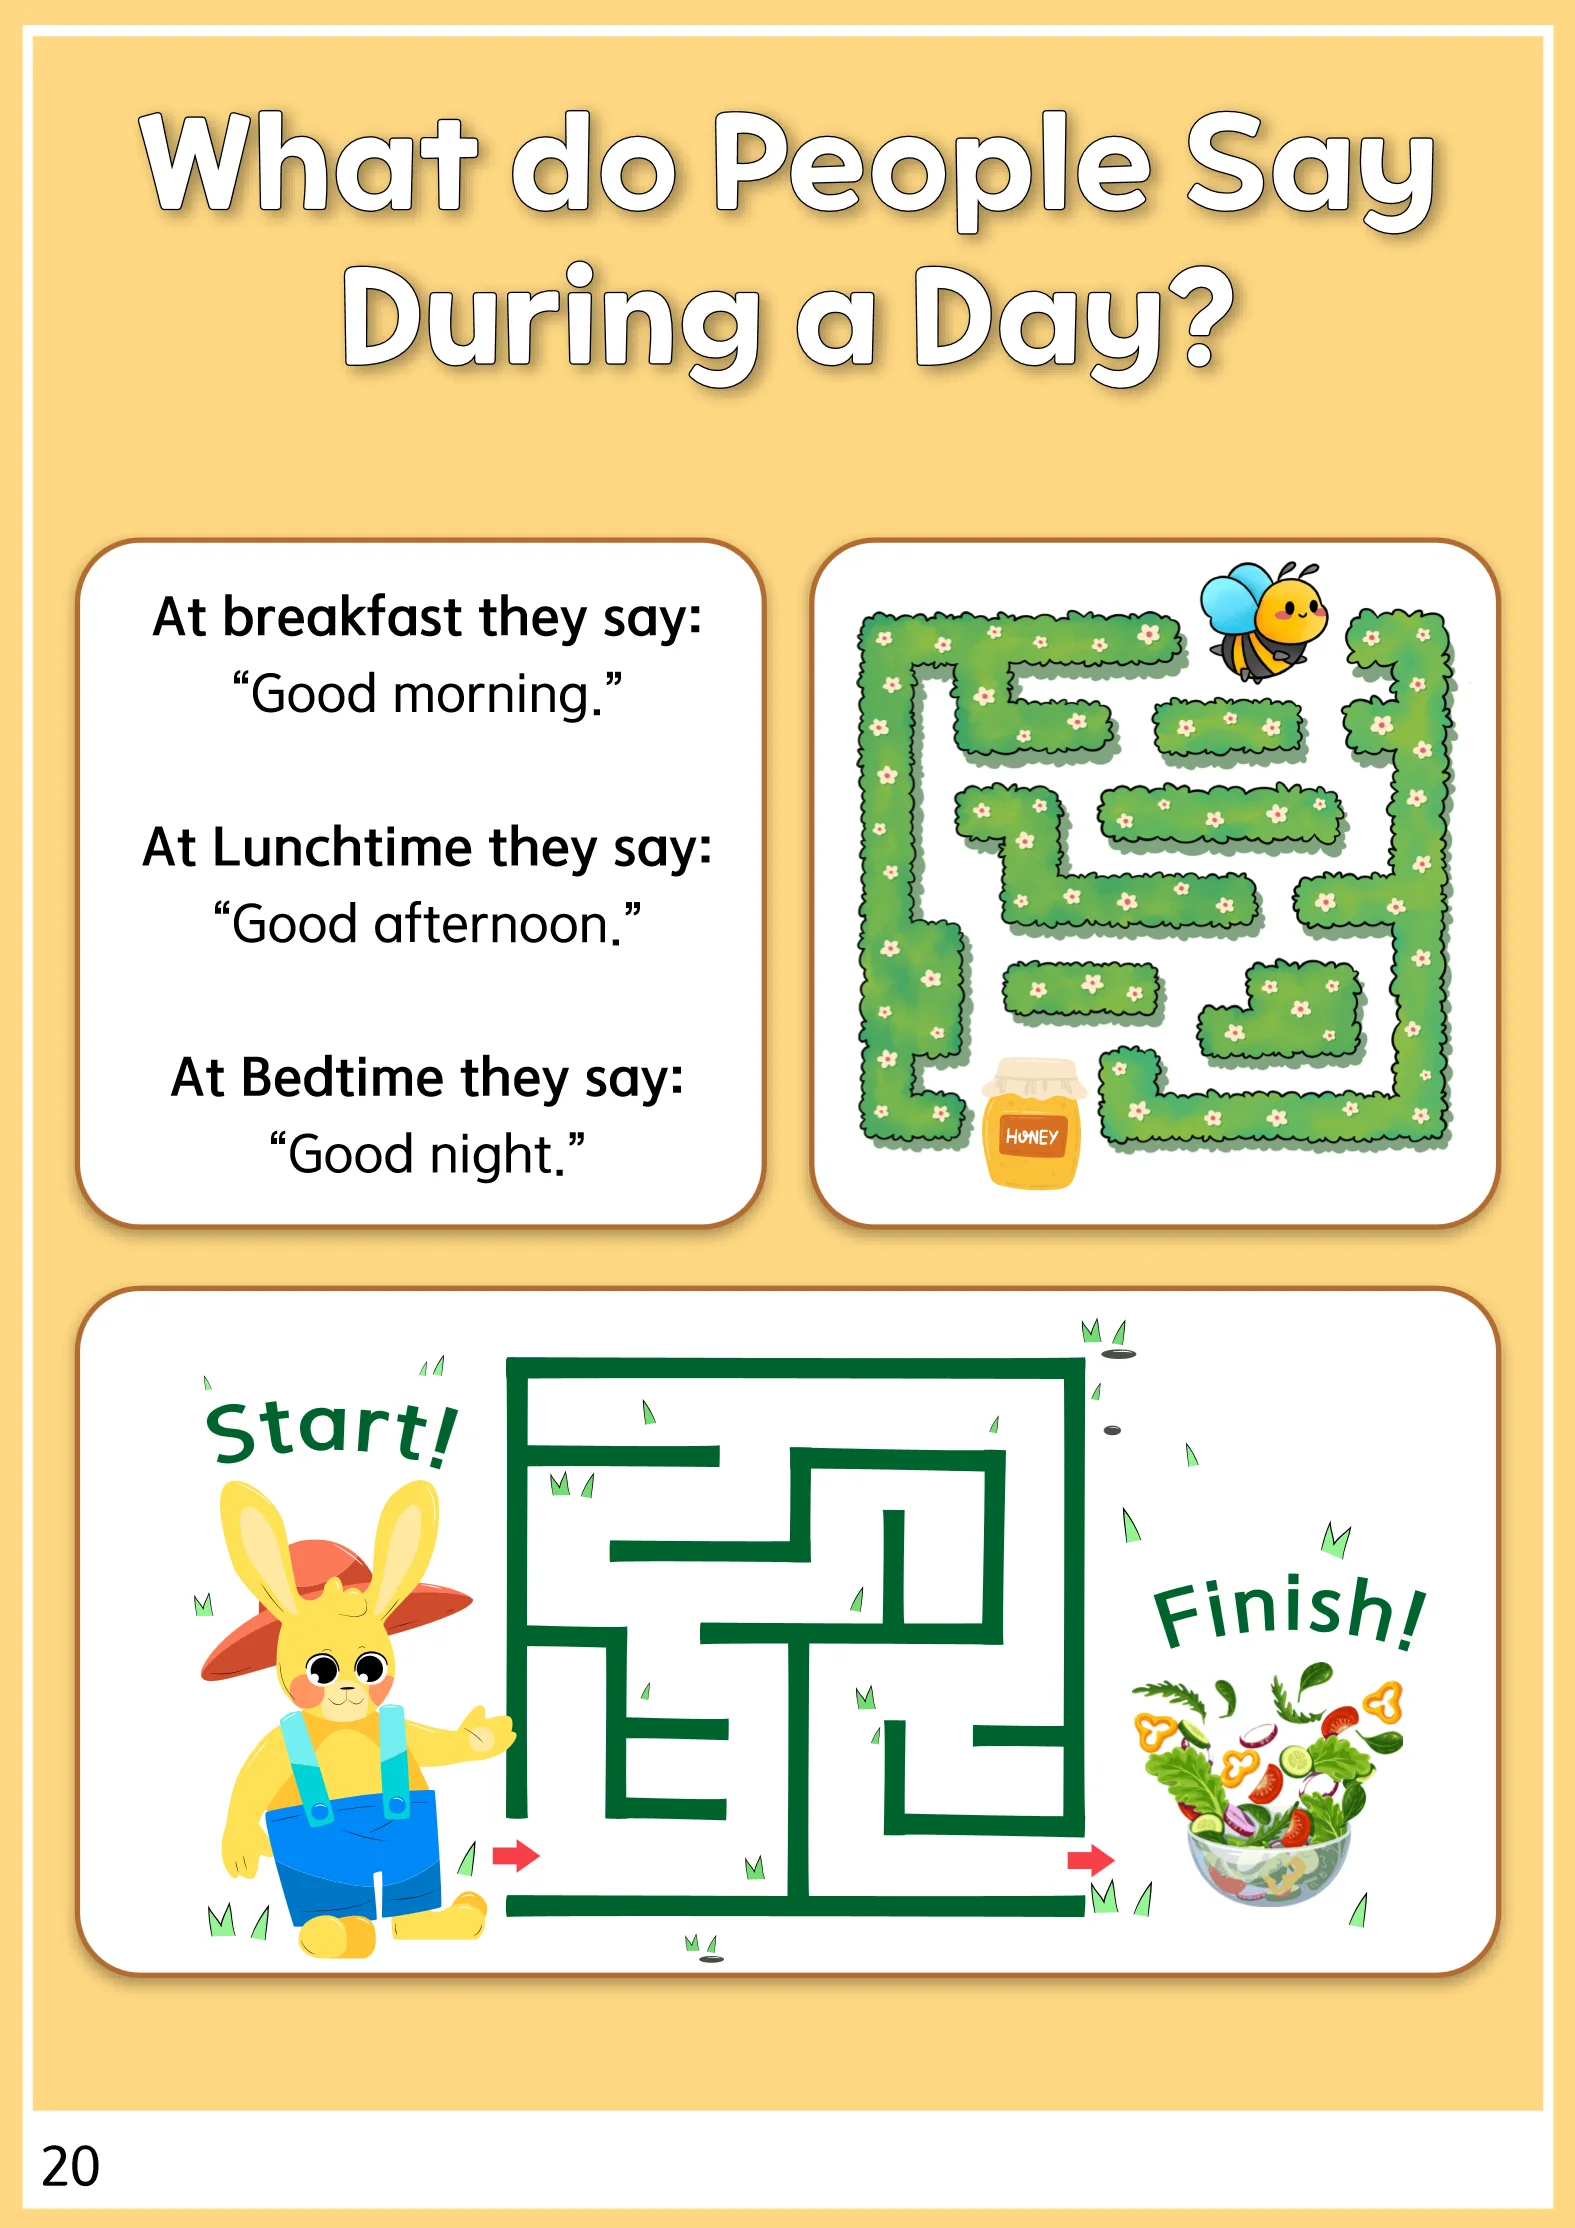 What do People Say
During a Day?
At breakfast they say:
“Good morning.”
At Lunchtime they say:
“Good afternoon.”
At Bedtime they say:
“Good night.”
HONEY
Start!
Finish!
20